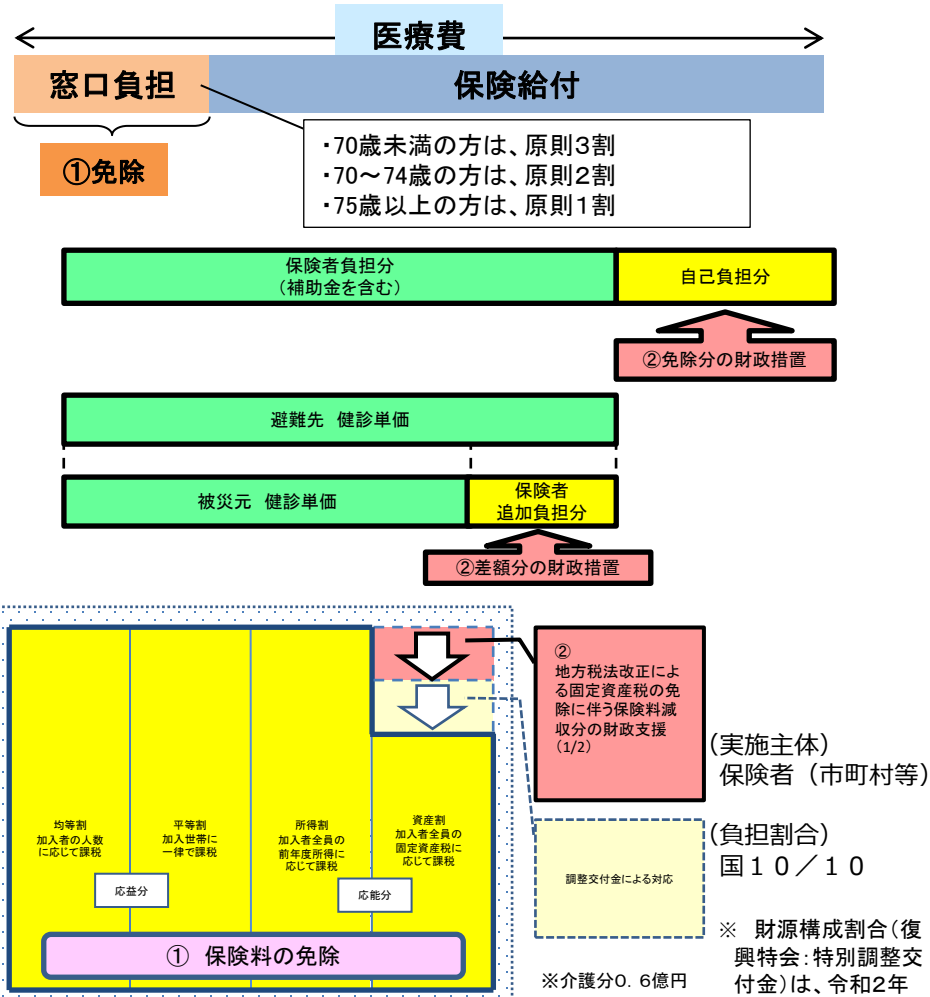 医療費
窓口負担
保険給付
①免除
・70歳未満の方は、原則３割
・70～74歳の方は、原則２割
・75歳以上の方は、原則１割
保険者負担分
（補助金を含む）
自己負担分
②免除分の財政措置
避難先　健診単価
被災元　健診単価
保険者
追加負担分
②差額分の財政措置
②
地方税法改正によ
る固定資産税の免
除に伴う保険料減
収分の財政支援
（1/2）
（実施主体）
保険者（市町村等）
均等割
加入者の人数
に応じて課税
平等割
加入世帯に
一律で課税
所得割
加入者全員の
前年度所得に
応じて課税
資産割
加入者全員の
固定資産税に
応じて課税
応益分
応能分
① 保険料の免除
調整交付金による対応
（負担割合）
国１０／１０
※介護分０．６億円
※　財源構成割合（復
興特会：特別調整交
付金）は、令和２年